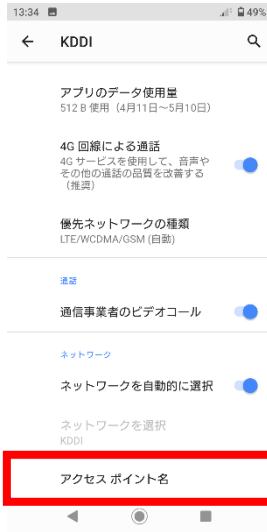 13:34 49%
KDDI
アプリのデータ使用量
512 B 使用（4月11日～5月10日）
4G 回線による通話
4G サービスを使用して、音声や
その他の通話の品質を改善する
（推奨）
優先ネットワークの種類
LTE/WCDMA/GSM (自動)
通話
通信事業者のビデオコール
ネットワーク
ネットワークを自動的に選択
ネットワークを選択
KDDI
アクセス ポイント名